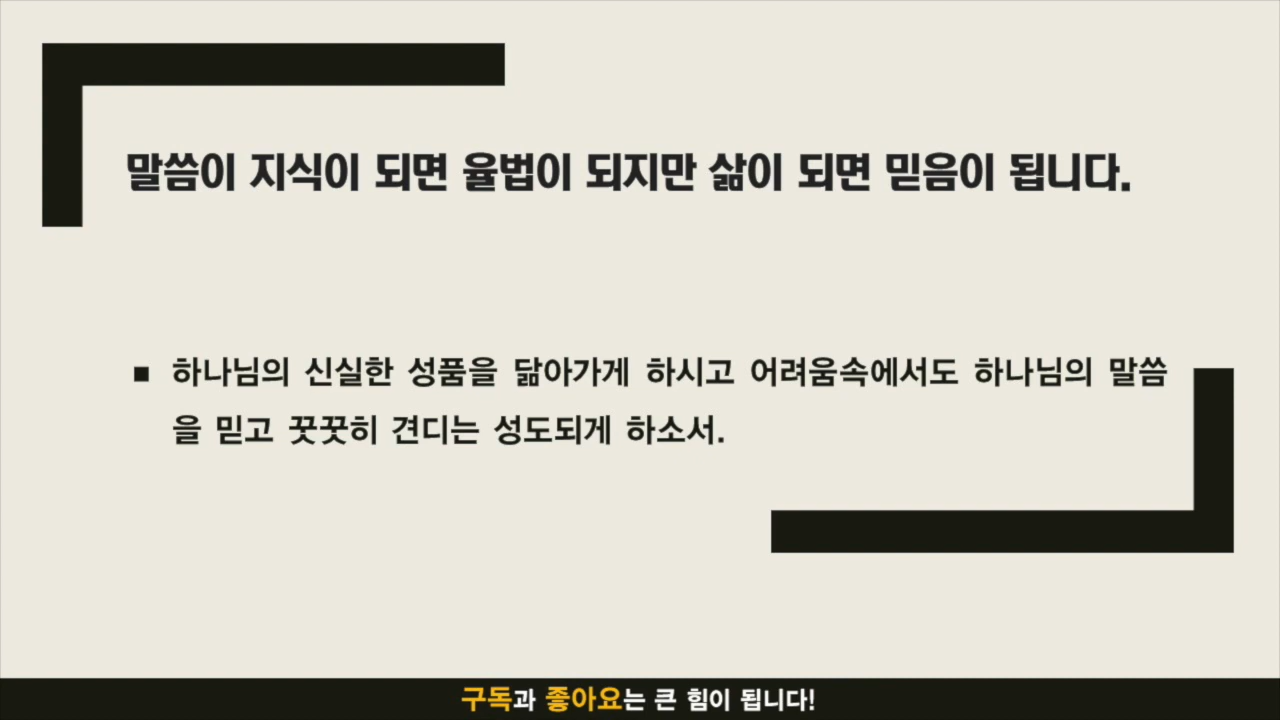 말씀이 지식이 되면 율법이 되지만 삶이 되면 믿음이 됩니다.
■ 하나님의 신실한 성품을 닮아가게 하시고 어려움속에서도 하나님의 말씀
을 믿고 꿋꿋히 견디는 성도되게 하소서.
구독과 좋아요는 큰 힘이 됩니다!